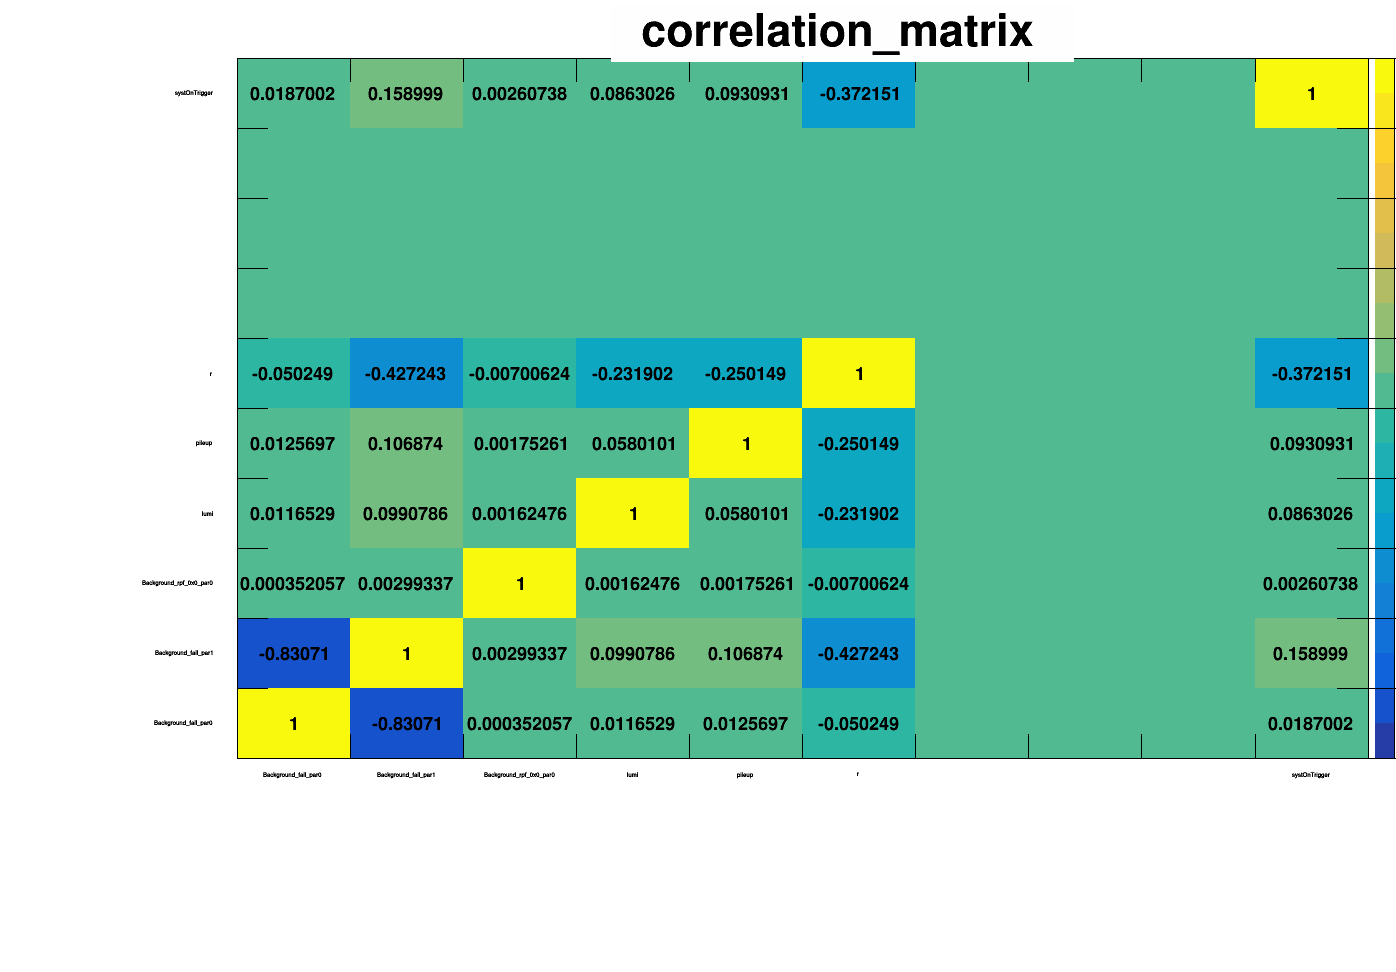 correlation_matrix
systOnTrigger 0.0187002 0.158999 0.00260738 0.0863026 0.0930931 -0.372151 1
r -0.050249 -0.427243 -0.00700624 -0.231902 -0.250149 1 -0.372151
pileup 0.0125697 0.106874 0.00175261 0.0580101 1 -0.250149 0.0930931
lumi 0.0116529 0.0990786 0.00162476 1 0.0580101 -0.231902 0.0863026
Background_rpf_0x0_par0 0.000352057 0.00299337 1 0.00162476 0.00175261 -0.00700624 0.00260738
Background_fail_par1 -0.83071 1 0.00299337 0.0990786 0.106874 -0.427243 0.158999
Background_fail_par0 1 -0.83071 0.000352057 0.0116529 0.0125697 -0.050249 0.0187002
Background_fail_par0 Background_fail_par1 Background_rpf_0x0_par0 lumi pileup r systOnTrigger